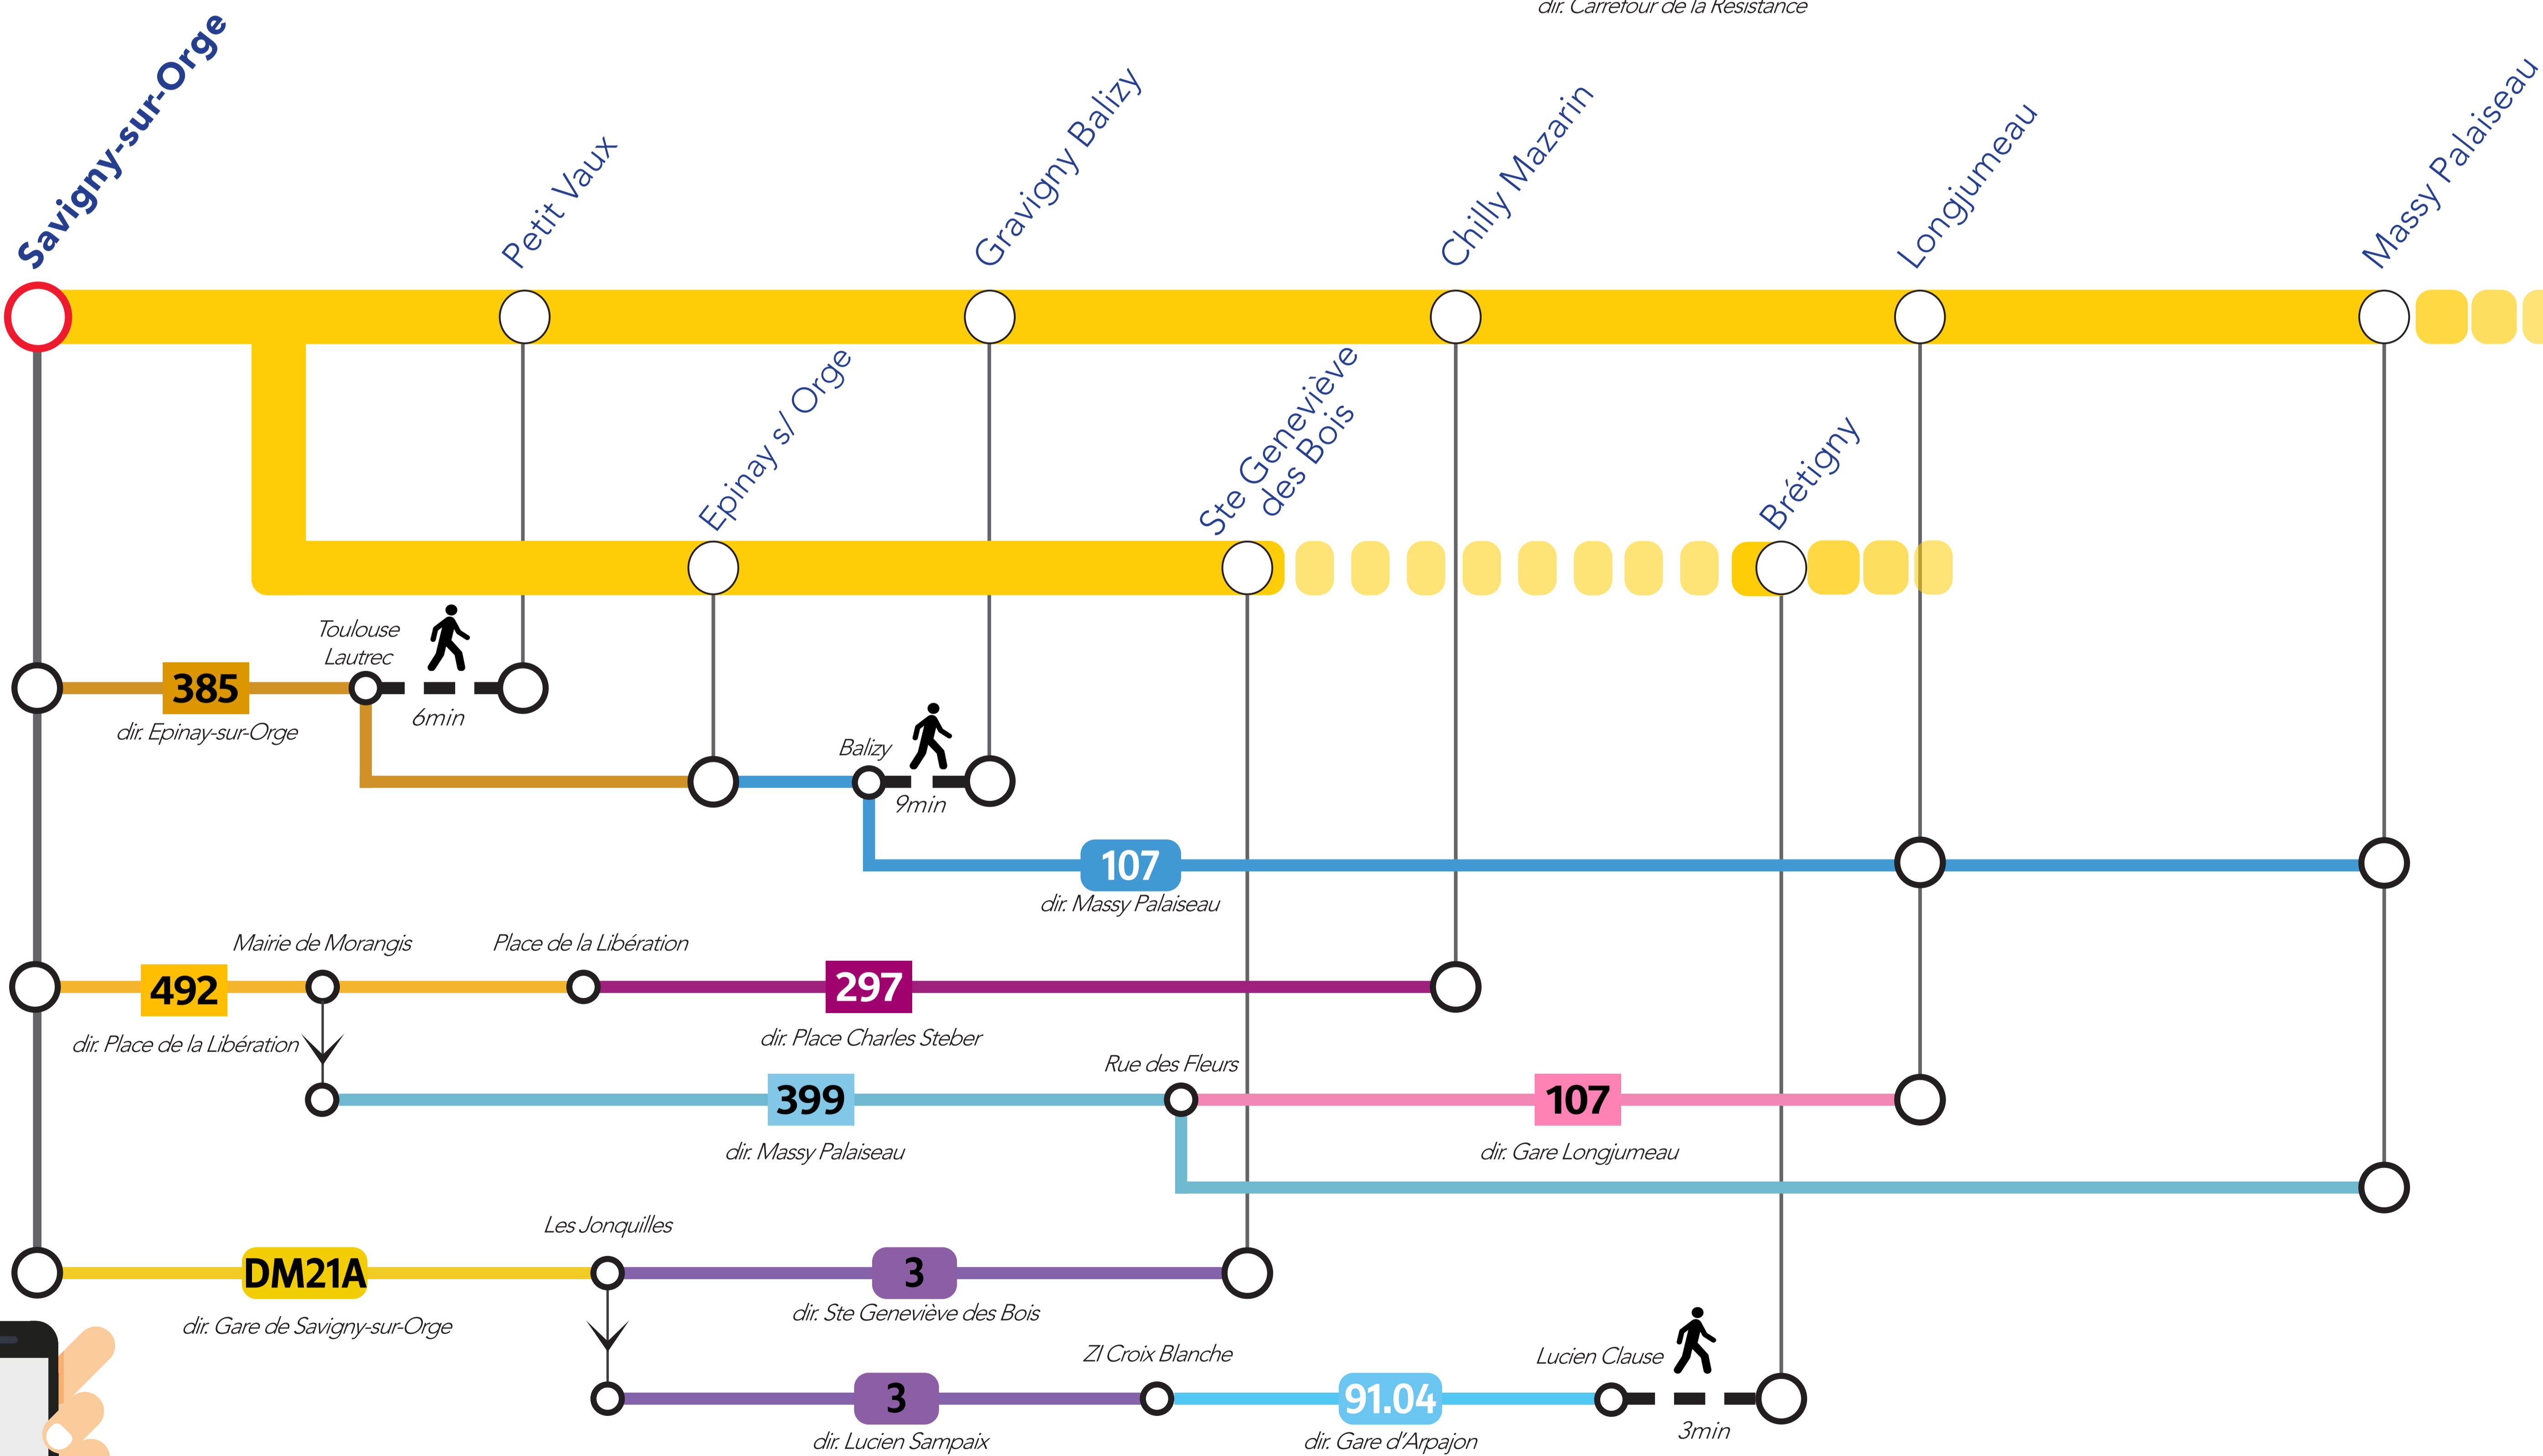 dir. Carrefour de la Résistance
Savigny-sur-Orge
Petit Vaux
Gravigny Balizy
Chilly Mazarin
Longjumeau
Massy Palaiseau
Epinay s/ Orge
Ste Geneviève
des Bois
Brétigny
Toulouse
Lautrec
385
6min
dir. Epinay-sur-Orge
Balizy
9min
107
dir. Massy Palaiseau
Mairie de Morangis
Place de la Libération
492
297
dir. Place de la Libération
dir. Place Charles Steber
Rue des Fleurs
399
107
dir. Massy Palaiseau
dir. Gare Longjumeau
Les Jonquilles
DM21A
3
dir. Gare de Savigny-sur-Orge
dir. Ste Geneviève des Bois
ZI Croix Blanche
Lucien Clause
3
91.04
3min
dir. Lucien Sampaix
dir. Gare d'Arpajon